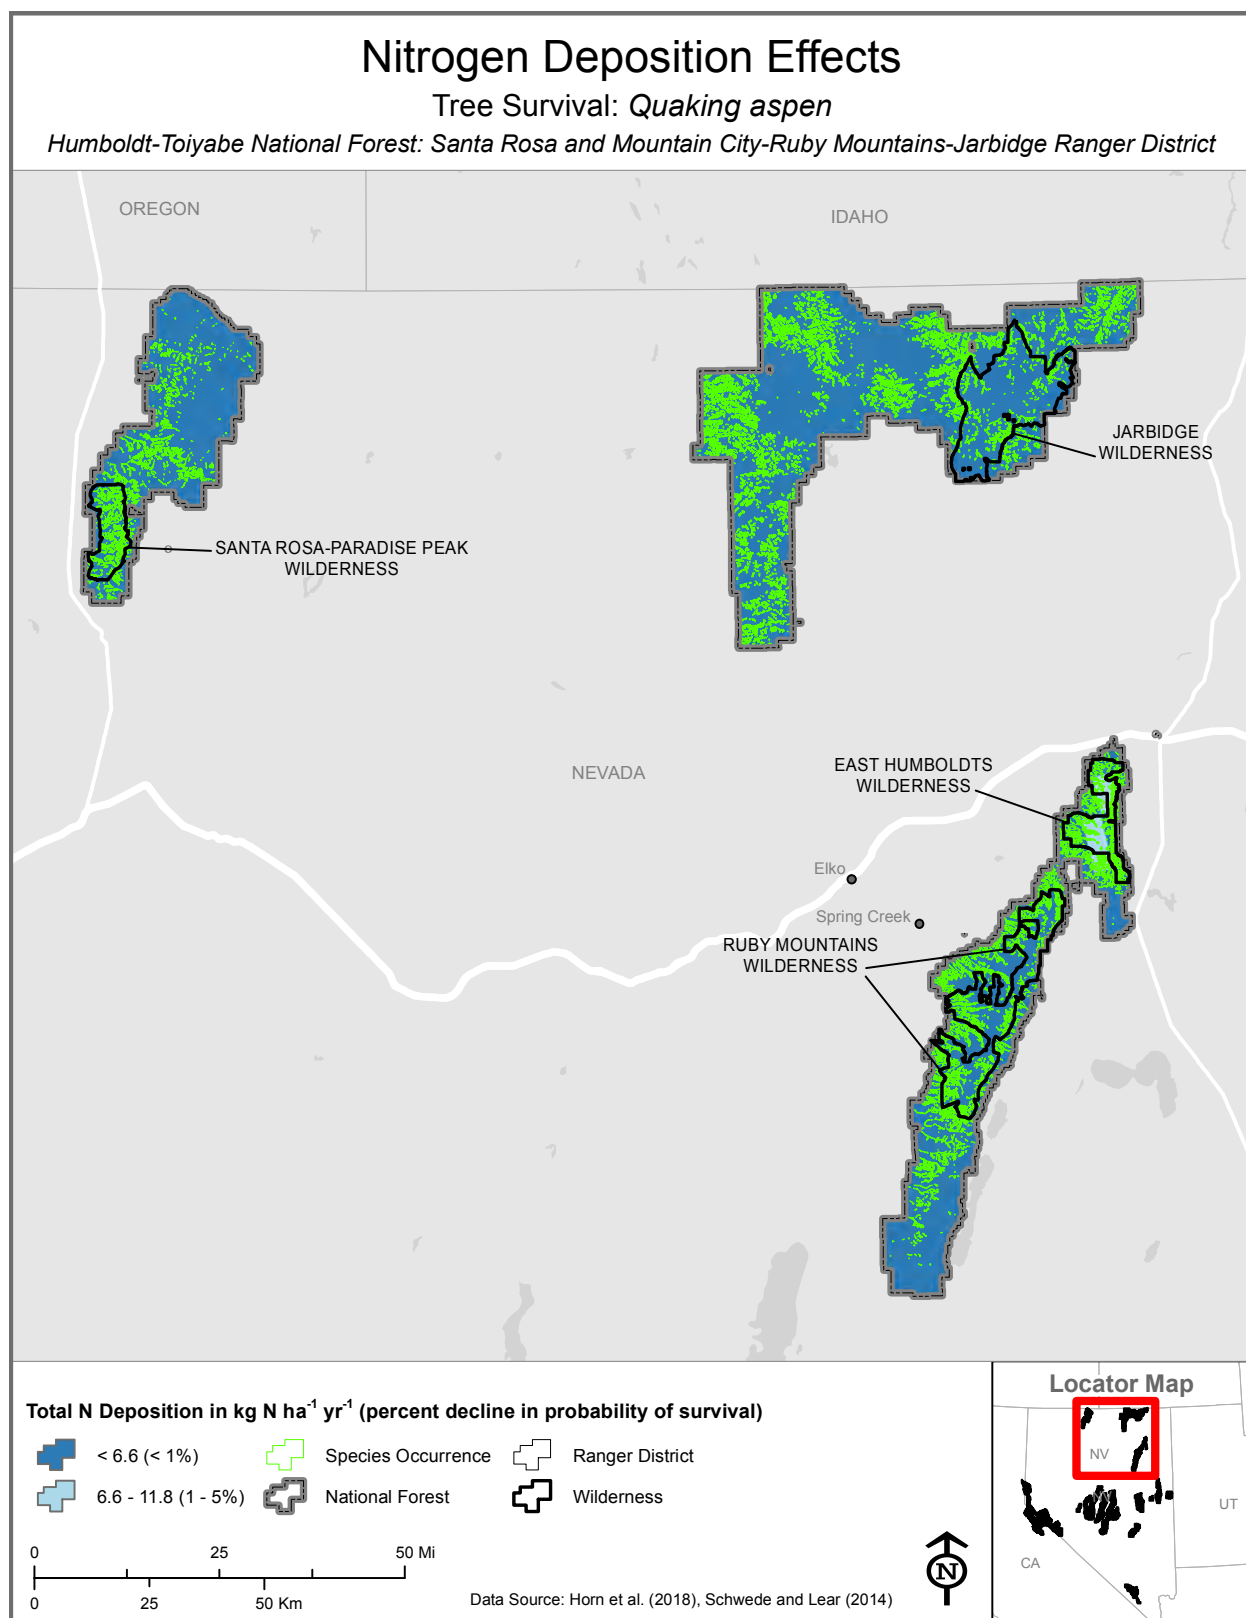 Nitrogen Deposition Effects
Tree Survival: Quaking aspen
Humboldt-Toiyabe National Forest: Santa Rosa and Mountain City-Ruby Mountains-Jarbidge Ranger District
OREGON
IDAHO
JARBIDGE
WILDERNESS
SANTA ROSA-PARADISE PEAK
WILDERNESS
NEVADA
EAST HUMBOLDTS
WILDERNESS
Elko
Spring Creek
RUBY MOUNTAINS
WILDERNESS
Total N Deposition in kg N ha⁻¹ yr⁻¹ (percent decline in probability of survival)
< 6.6 (< 1%)
Species Occurrence
Ranger District
6.6 - 11.8 (1 - 5%)
National Forest
Wilderness
0 25 50 Mi
0 25 50 Km
N
Data Source: Horn et al. (2018), Schwede and Lear (2014)
Locator Map
NV
NV
UT
CA